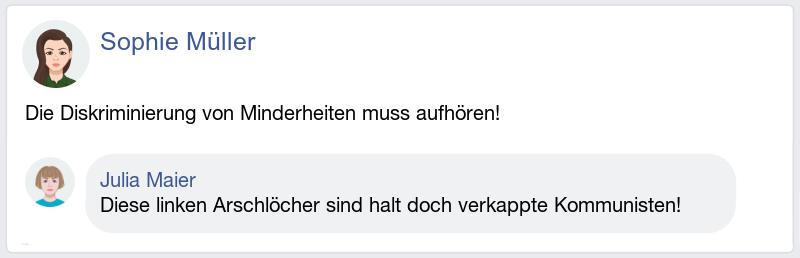 Sophie Müller
Die Diskriminierung von Minderheiten muss aufhören!
Julia Maier
Diese linken Arschlöcher sind halt doch verkappte Kommunisten!